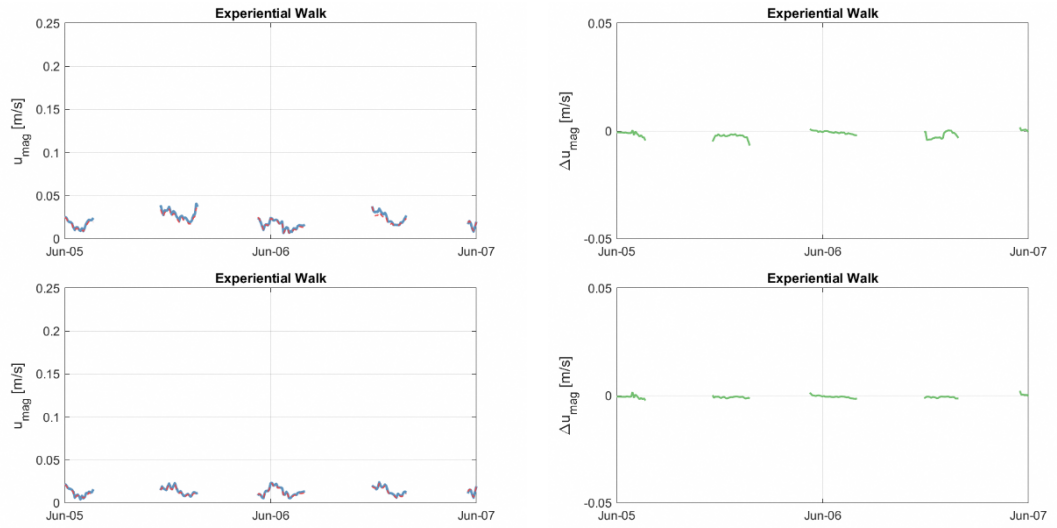 Experiential Walk
0.25
0.2
0.15
0.1
0.05
0
u_mag [m/s]
Jun-05 Jun-06 Jun-07
Experiential Walk
0.05
0
-0.05
Δu_mag [m/s]
Jun-05 Jun-06 Jun-07
Experiential Walk
0.25
0.2
0.15
0.1
0.05
0
u_mag [m/s]
Jun-05 Jun-06 Jun-07
Experiential Walk
0.05
0
-0.05
Δu_mag [m/s]
Jun-05 Jun-06 Jun-07